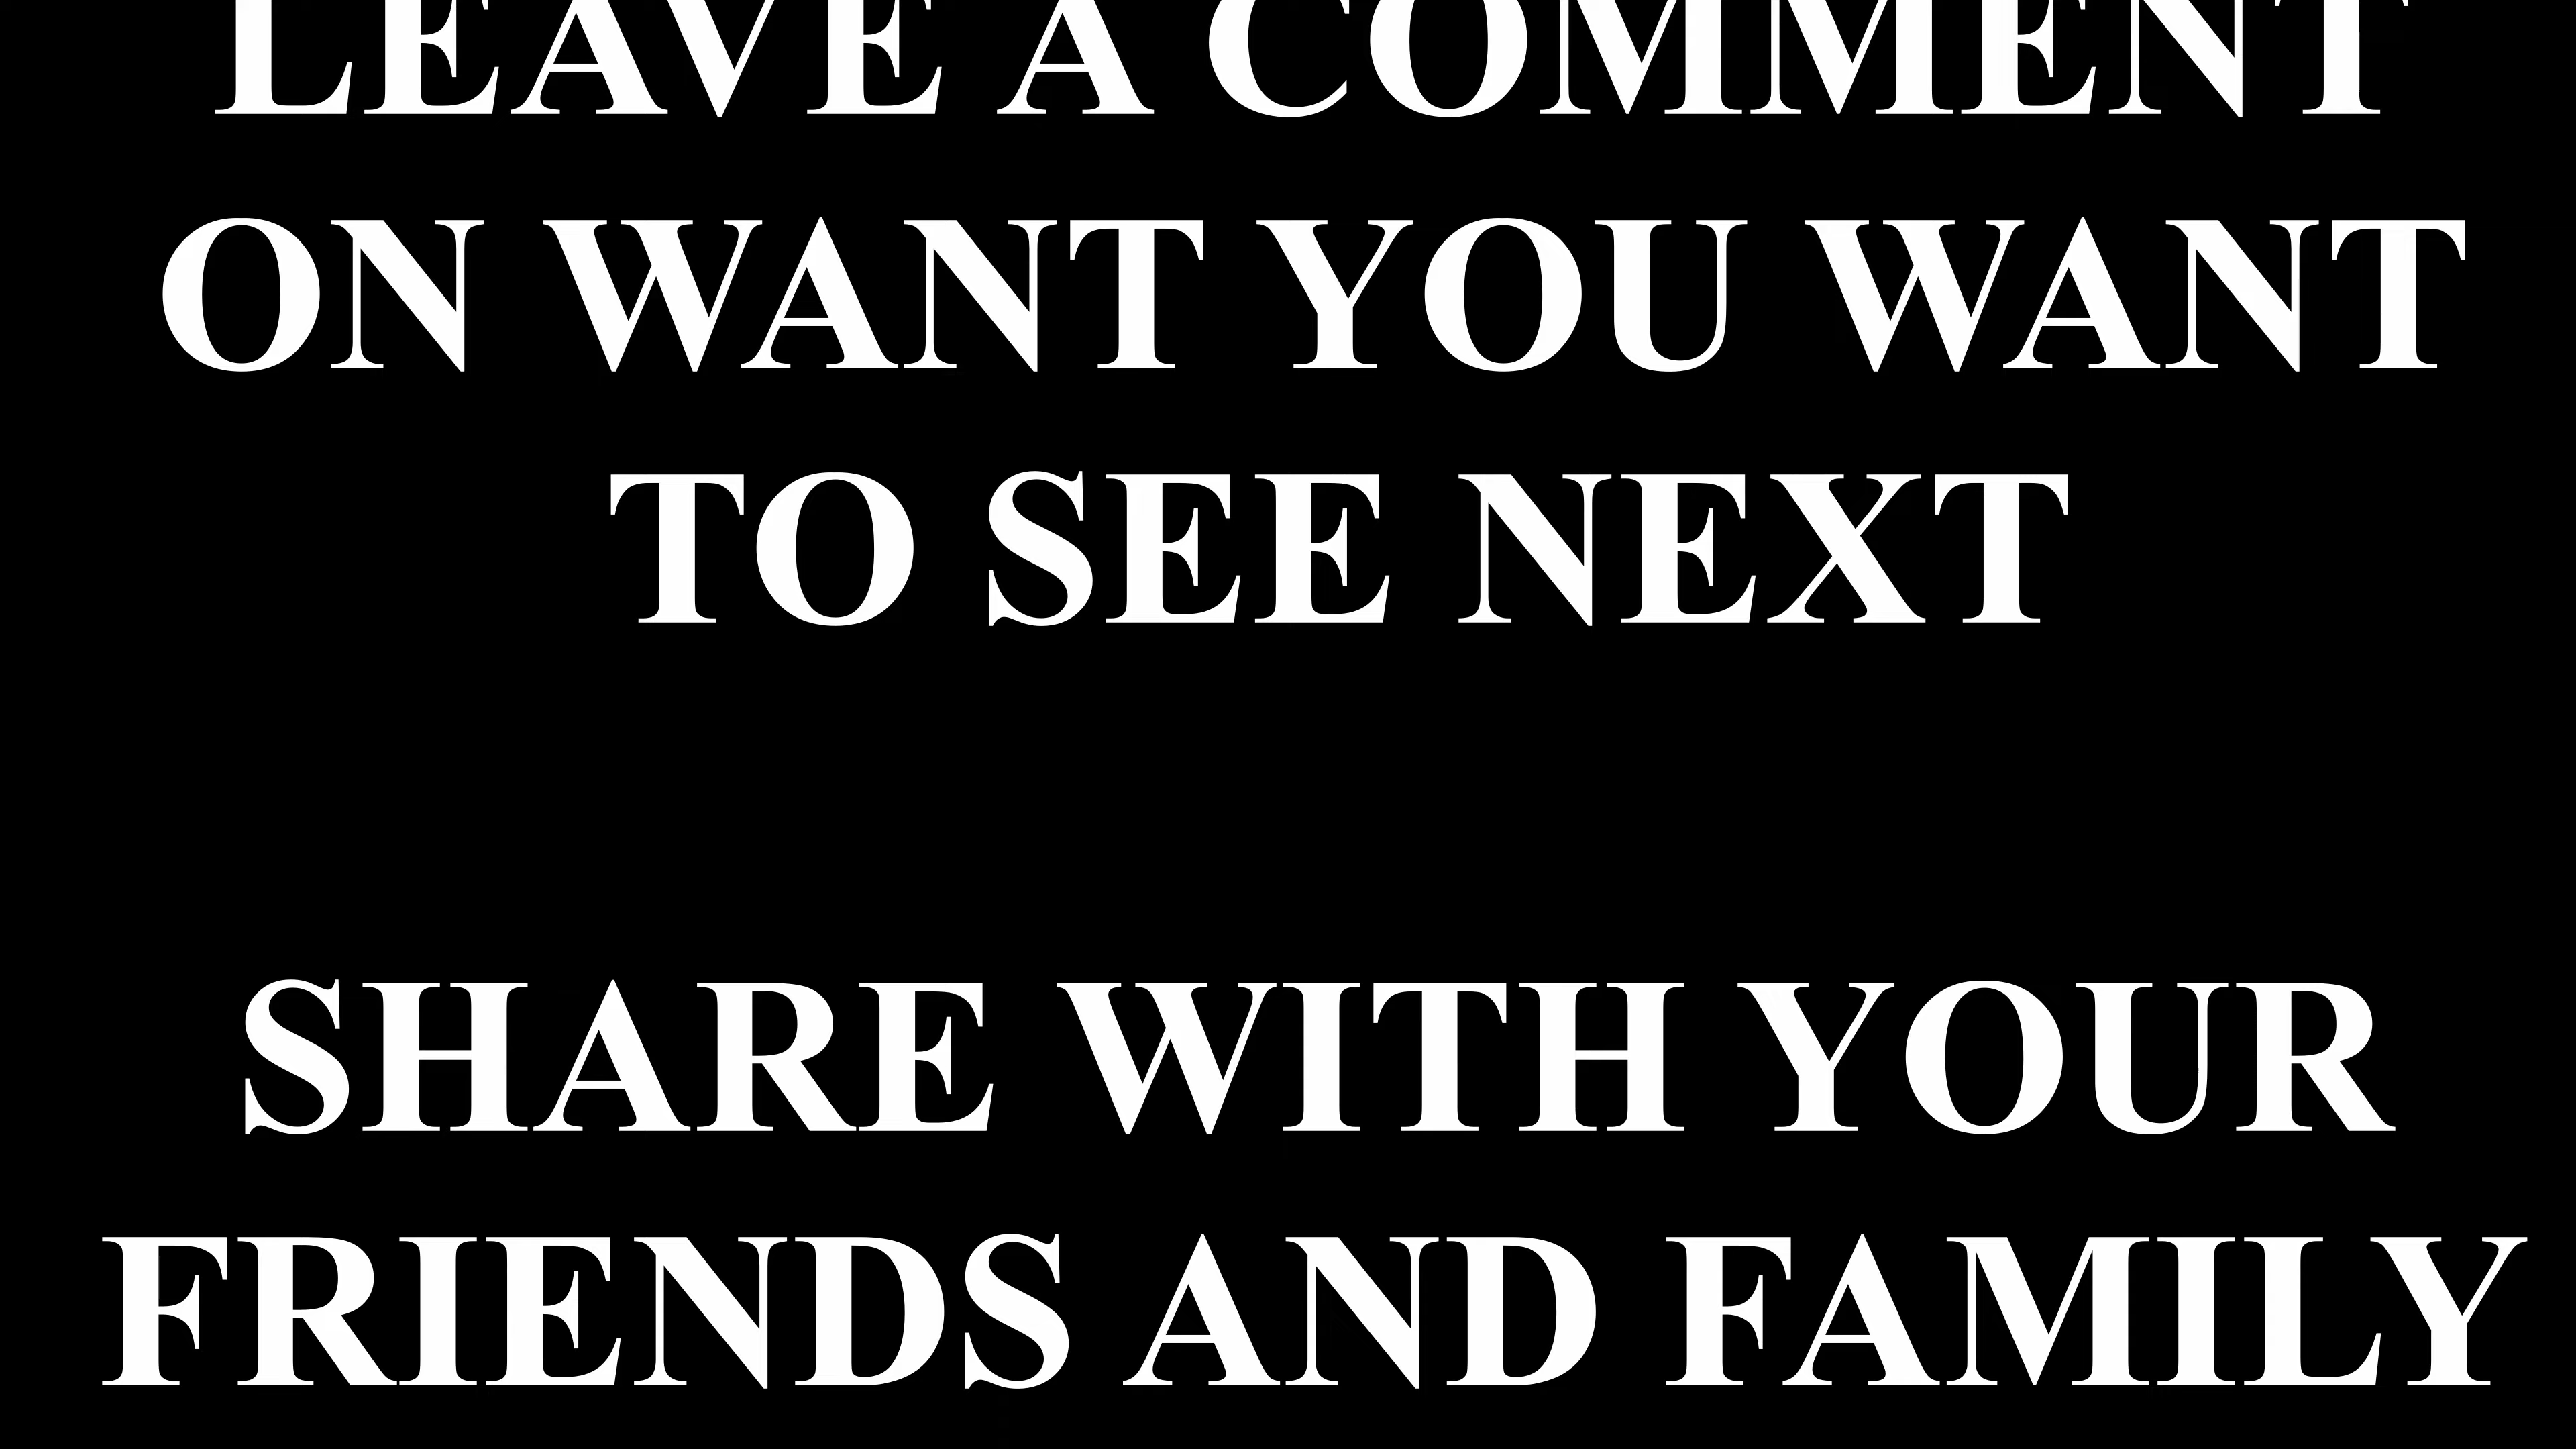 LEAVE A COMMENT
ON WANT YOU WANT
TO SEE NEXT
SHARE WITH YOUR
FRIENDS AND FAMILY